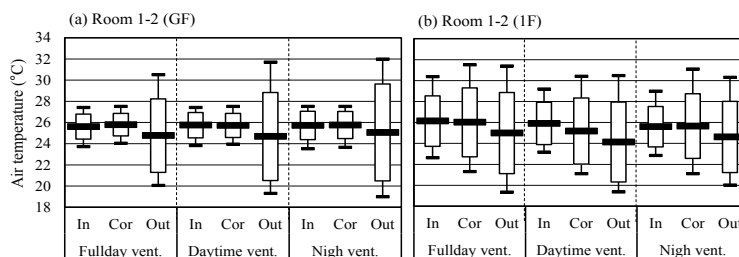 (a) Room 1-2 (GF)
(b) Room 1-2 (1F)
Air temperature (°C)
34
32
30
28
26
24
22
20
18
In Cor Out In Cor Out In Cor Out
Fullday vent. Daytime vent. Nigh vent.
In Cor Out In Cor Out In Cor Out
Fullday vent. Daytime vent. Nigh vent.